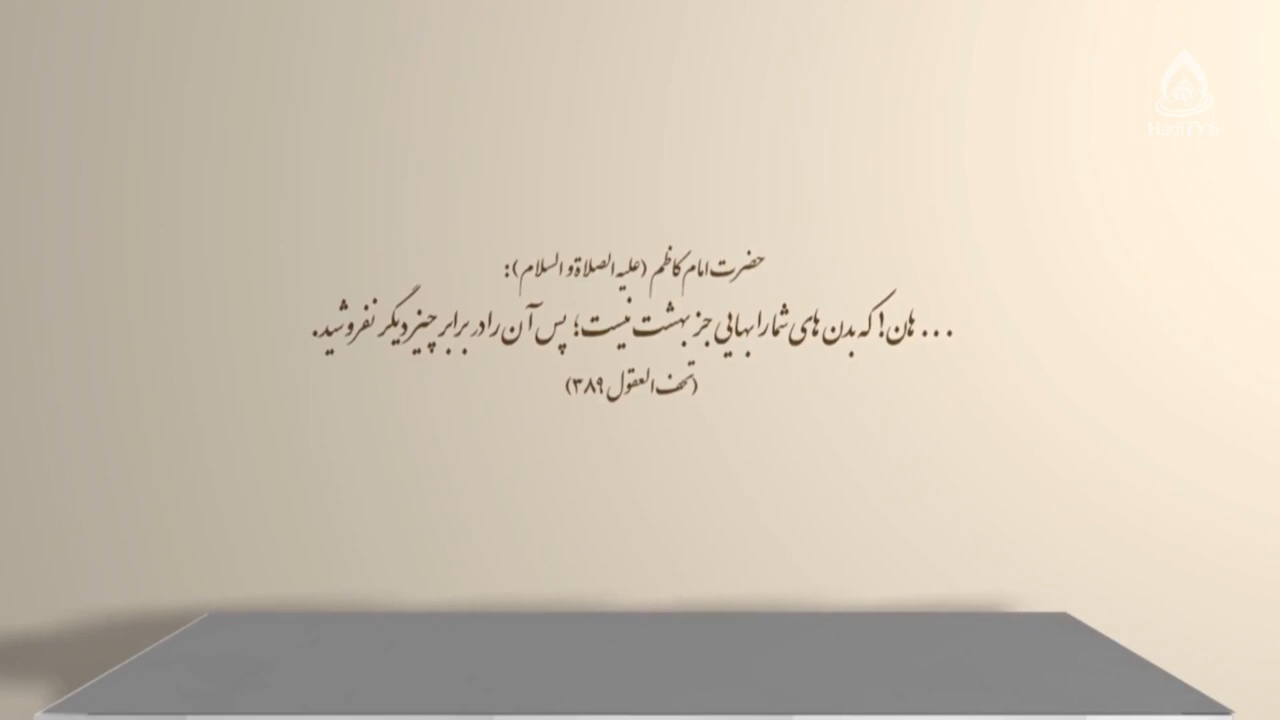 حضرت امام کاظم (علیه الصلاة و السلام):
... هان! که بدن های شما را بهایی جز بهشت نیست؛ پس آن را در برابر چیز دیگر نفروشید.
(تحف العقول ۳۸۹)